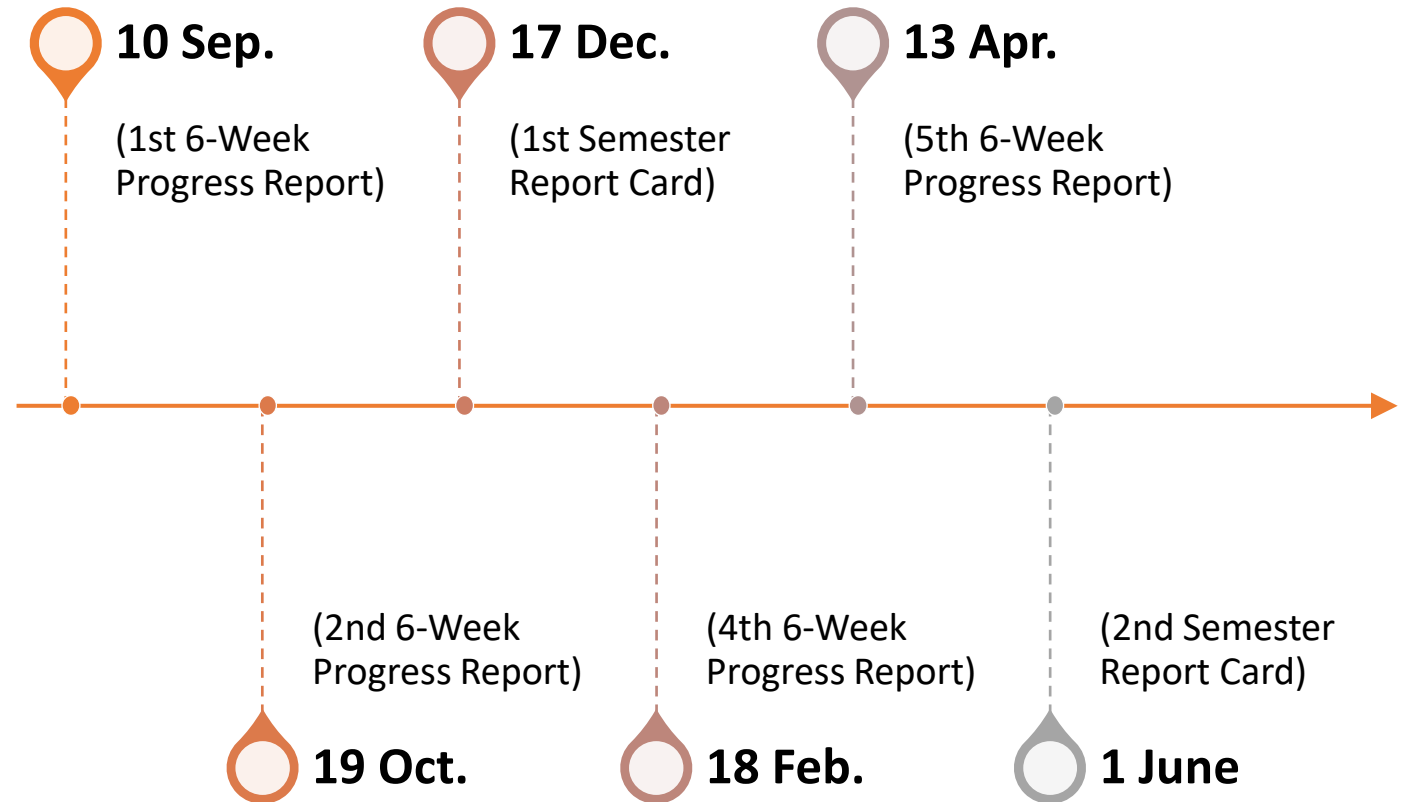 10 Sep.
(1st 6-Week
Progress Report)
17 Dec.
(1st Semester
Report Card)
13 Apr.
(5th 6-Week
Progress Report)
(2nd 6-Week
Progress Report)
19 Oct.
(4th 6-Week
Progress Report)
18 Feb.
(2nd Semester
Report Card)
1 June